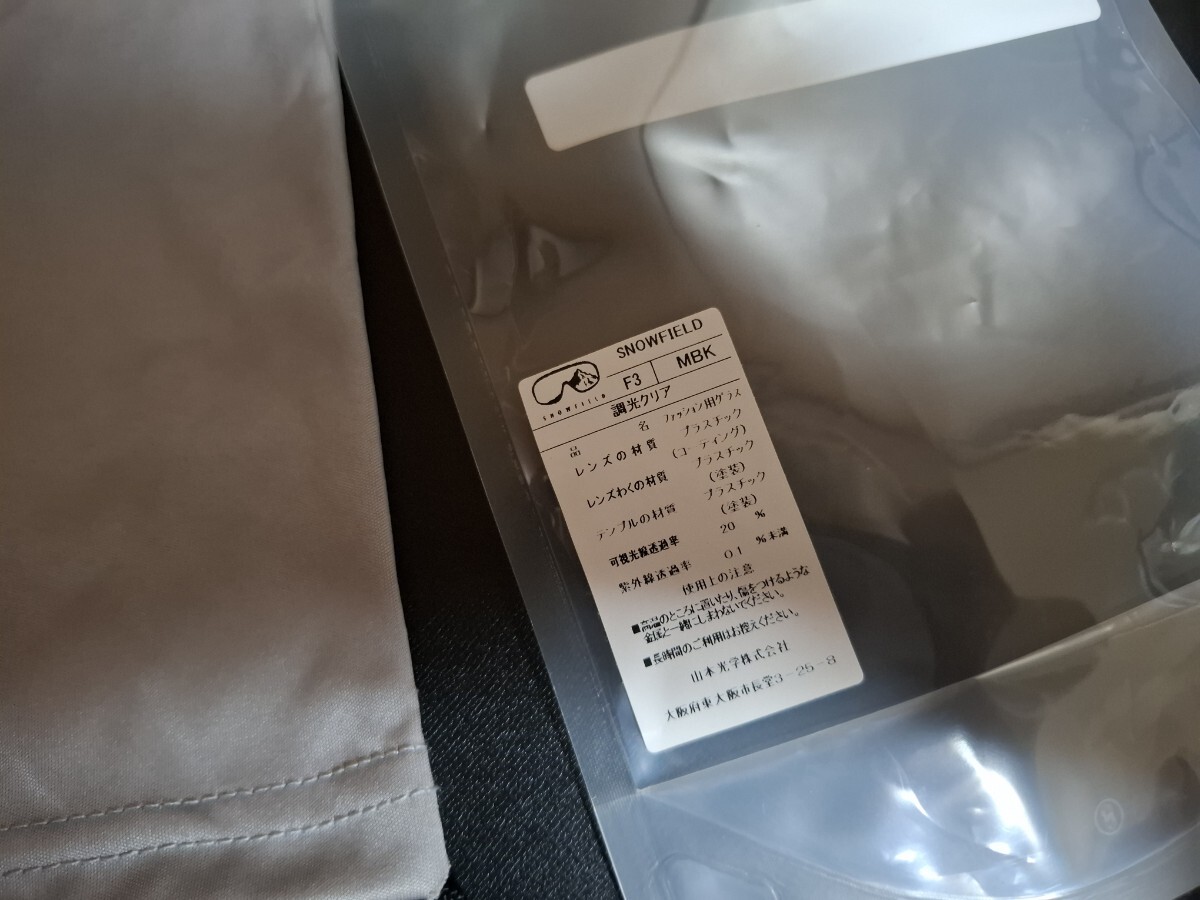 SNOWFIELD
SNOWFIELD
F3 MBK
調光クリア
品名 ファッション用グラス
レンズの材質 プラスチック
(コーティング)
レンズわくの材質 プラスチック
(塗装)
テンプルの材質 プラスチック
(塗装)
可視光線透過率 20 %
紫外線透過率 0.1 %未満
使用上の注意
■高温のところに置いたり、傷をつけるような
金属と一緒にしまわないでください。
■長時間のご利用はお控えください。
山本光学株式会社
大阪府東大阪市長堂3-25-8